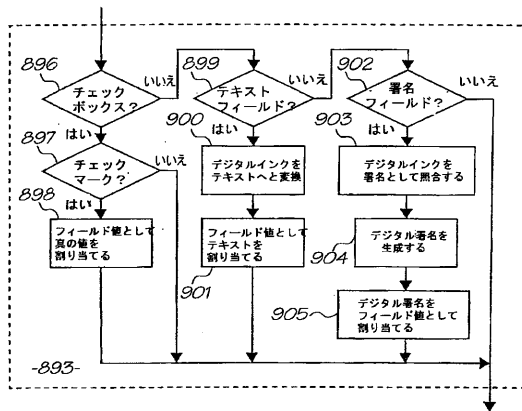 896
チェック
ボックス?
いいえ
はい
897
チェック
マーク?
いいえ
はい
898
フィールド値として
真の値を
割り当てる
899
テキスト
フィールド?
いいえ
はい
900
デジタルインクを
テキストへと変換
フィールド値として
テキストを
割り当てる
901
902
署名
フィールド?
いいえ
はい
903
デジタルインクを
署名として照合する
デジタル署名を
生成する
904
デジタル署名を
フィールド値として
割り当てる
905
-893-